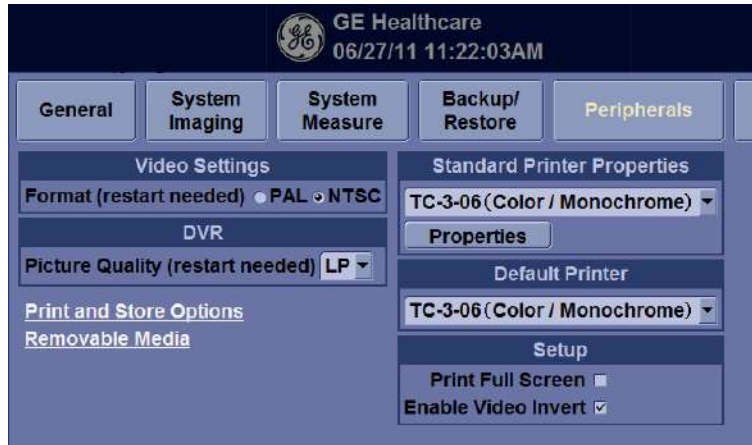 GE Healthcare
06/27/11 11:22:03AM
General
System
Imaging
System
Measure
Backup/
Restore
Peripherals
Video Settings
Format (restart needed) PAL NTSC
DVR
Picture Quality (restart needed) LP
Print and Store Options
Removable Media
Standard Printer Properties
TC-3-06 (Color / Monochrome)
Properties
Default Printer
TC-3-06 (Color / Monochrome)
Setup
Print Full Screen
Enable Video Invert